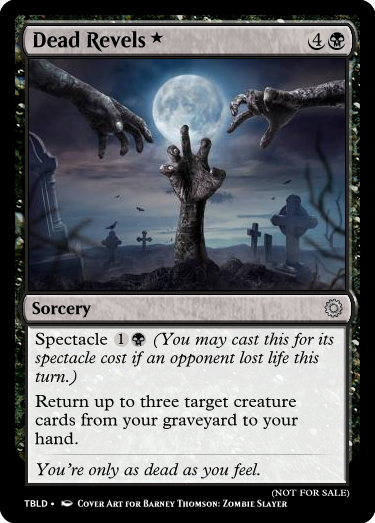 Dead Revels ★ 4
Sorcery
Spectacle 1 (You may cast this for its
spectacle cost if an opponent lost life this
turn.)
Return up to three target creature
cards from your graveyard to your
hand.
You're only as dead as you feel.
(NOT FOR SALE)
TBLD • Cover Art for Barney Thomson: Zombie Slayer